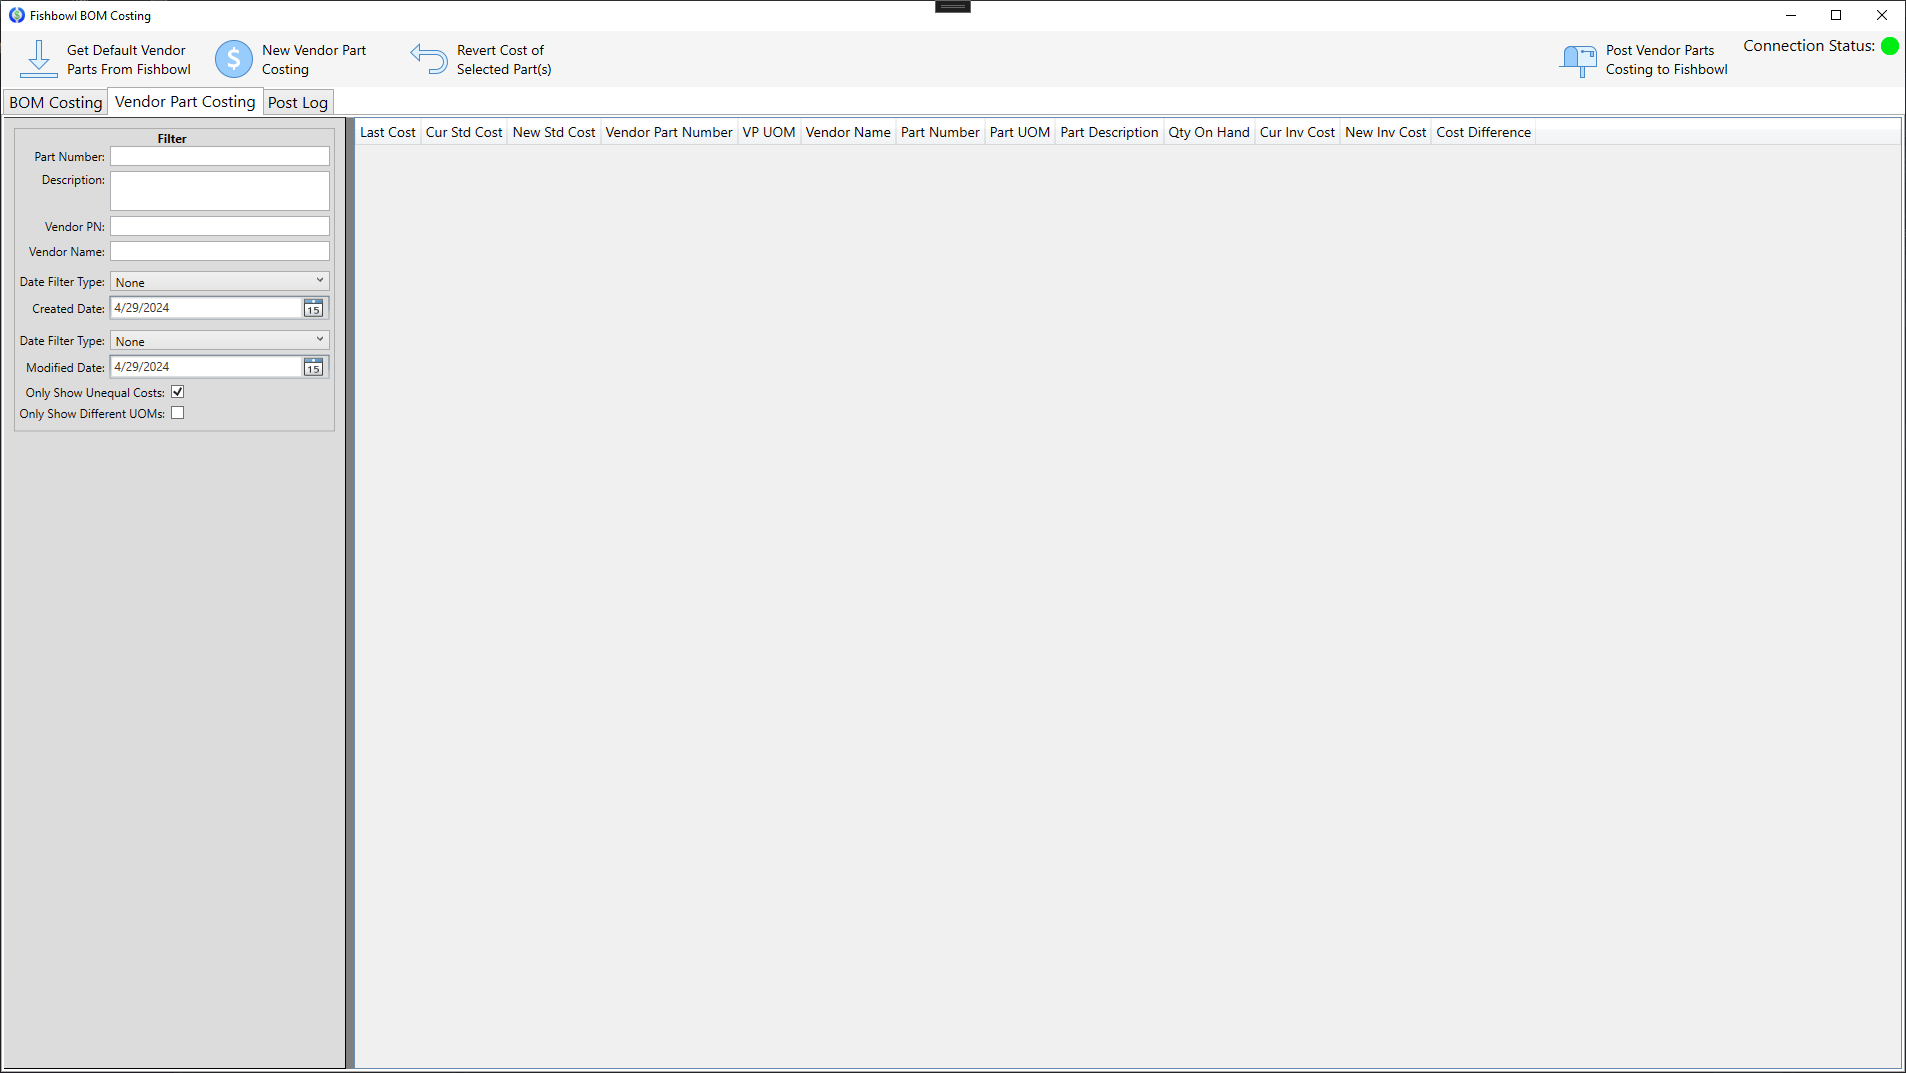 Fishbowl BOM Costing
Get Default Vendor
Parts From Fishbowl
New Vendor Part
Costing
Revert Cost of
Selected Part(s)
Post Vendor Parts
Costing to Fishbowl
Connection Status:
BOM Costing
Vendor Part Costing
Post Log
Filter
Part Number:
Description:
Vendor PN:
Vendor Name:
Date Filter Type: None
Created Date: 4/29/2024 15
Date Filter Type: None
Modified Date: 4/29/2024 15
Only Show Unequal Costs:
Only Show Different UOMs:
Last Cost Cur Std Cost New Std Cost Vendor Part Number VP UOM Vendor Name Part Number Part UOM Part Description Qty On Hand Cur Inv Cost New Inv Cost Cost Difference